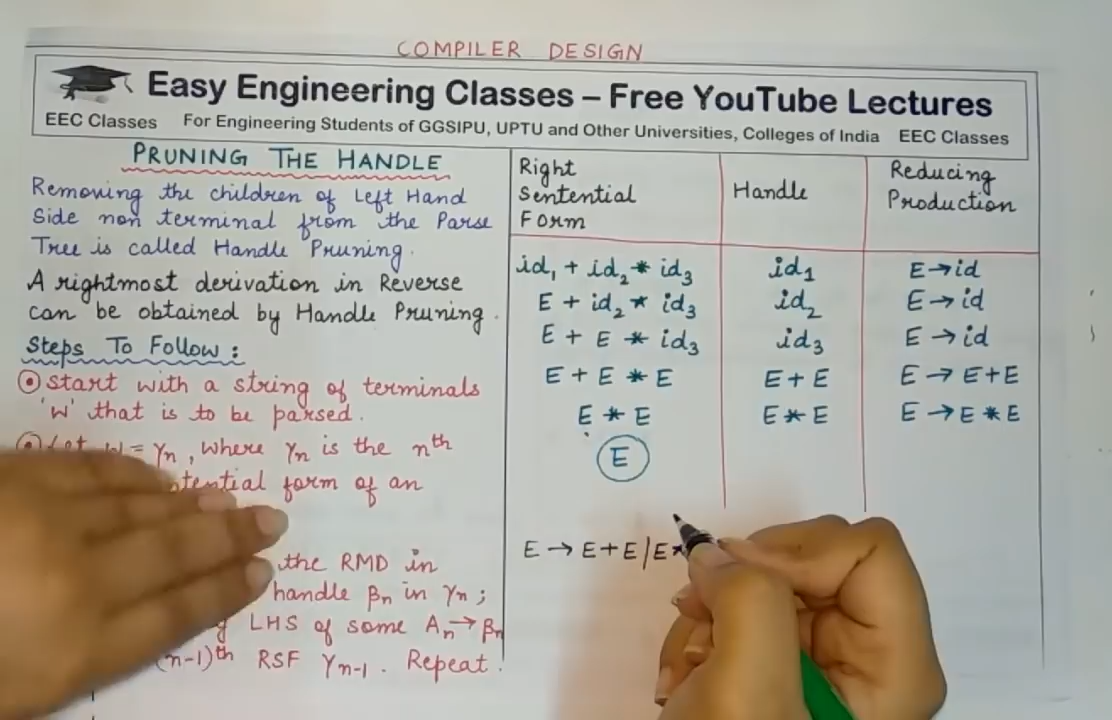 COMPILER DESIGN
Easy Engineering Classes – Free YouTube Lectures
EEC Classes For Engineering Students of GGSIPU, UPTU and Other Universities, Colleges of India EEC Classes
PRUNING THE HANDLE
Removing the children of Left Hand
Side non terminal from the Parse
Tree is called Handle Pruning.
A rightmost derivation in Reverse
can be obtained by Handle Pruning.
Steps To Follow:
start with a string of terminals
'w' that is to be parsed.
Let w = γn, where γn is the nth
form of an
the RMD in
handle βn in γn;
LHS of some An → βn
(n-1)th RSF γn-1. Repeat.
Right
Sentential
Form
Handle
Reducing
Production
id1 + id2 * id3 id1 E → id
E + id2 * id3 id2 E → id
E + E * id3 id3 E → id
E + E * E E + E E → E+E
E * E E * E E → E * E
E
E → E+E | E*